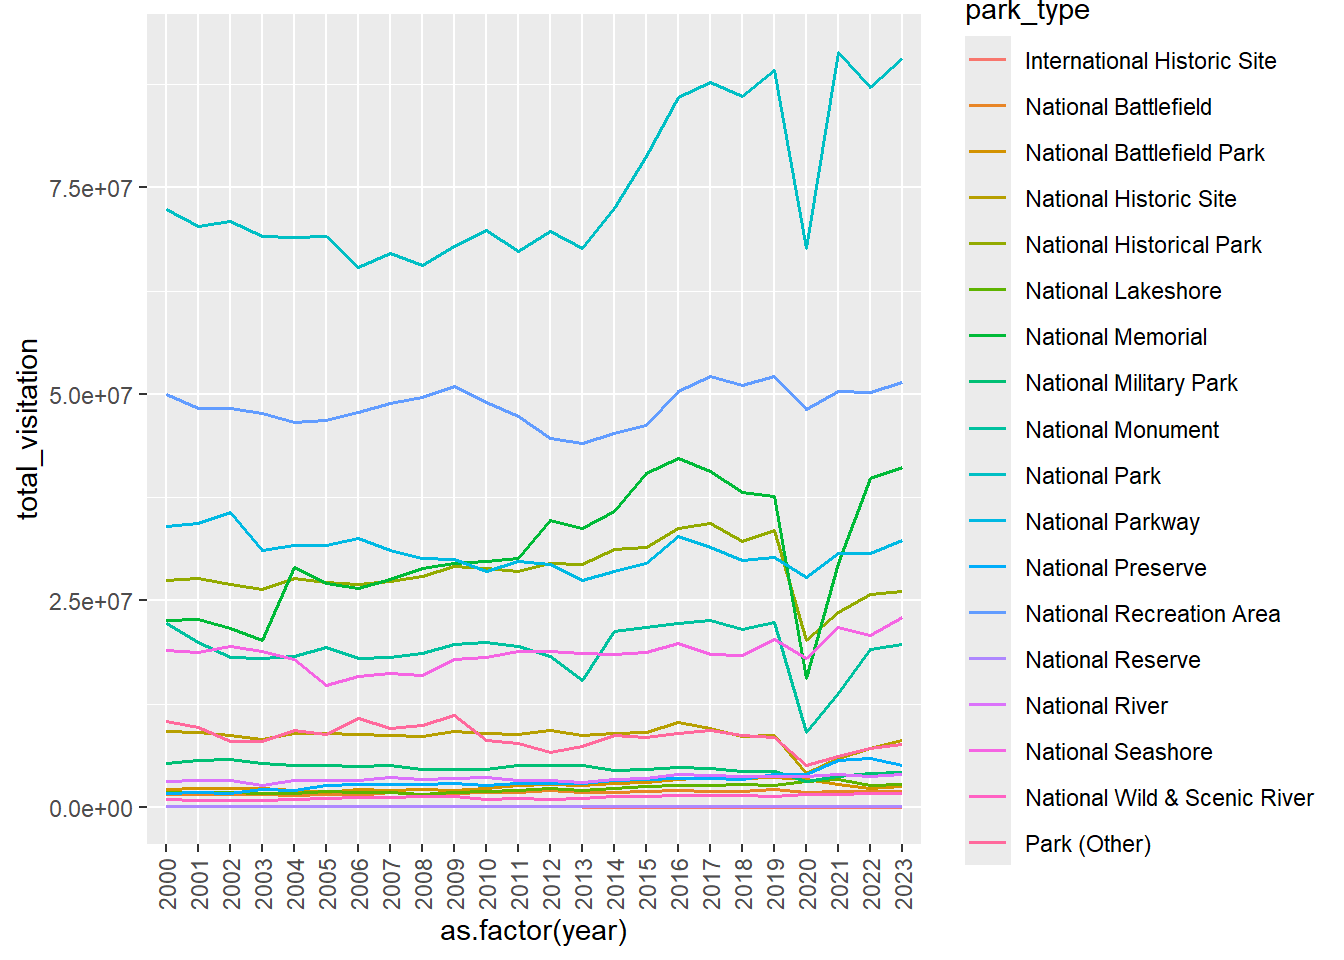 park_type
International Historic Site
National Battlefield
National Battlefield Park
National Historic Site
National Historical Park
National Lakeshore
National Memorial
National Military Park
National Monument
National Park
National Parkway
National Preserve
National Recreation Area
National Reserve
National River
National Seashore
National Wild & Scenic River
Park (Other)
total_visitation
7.5e+07
5.0e+07
2.5e+07
0.0e+00
2000
2001
2002
2003
2004
2005
2006
2007
2008
2009
2010
2011
2012
2013
2014
2015
2016
2017
2018
2019
2020
2021
2022
2023
as.factor(year)